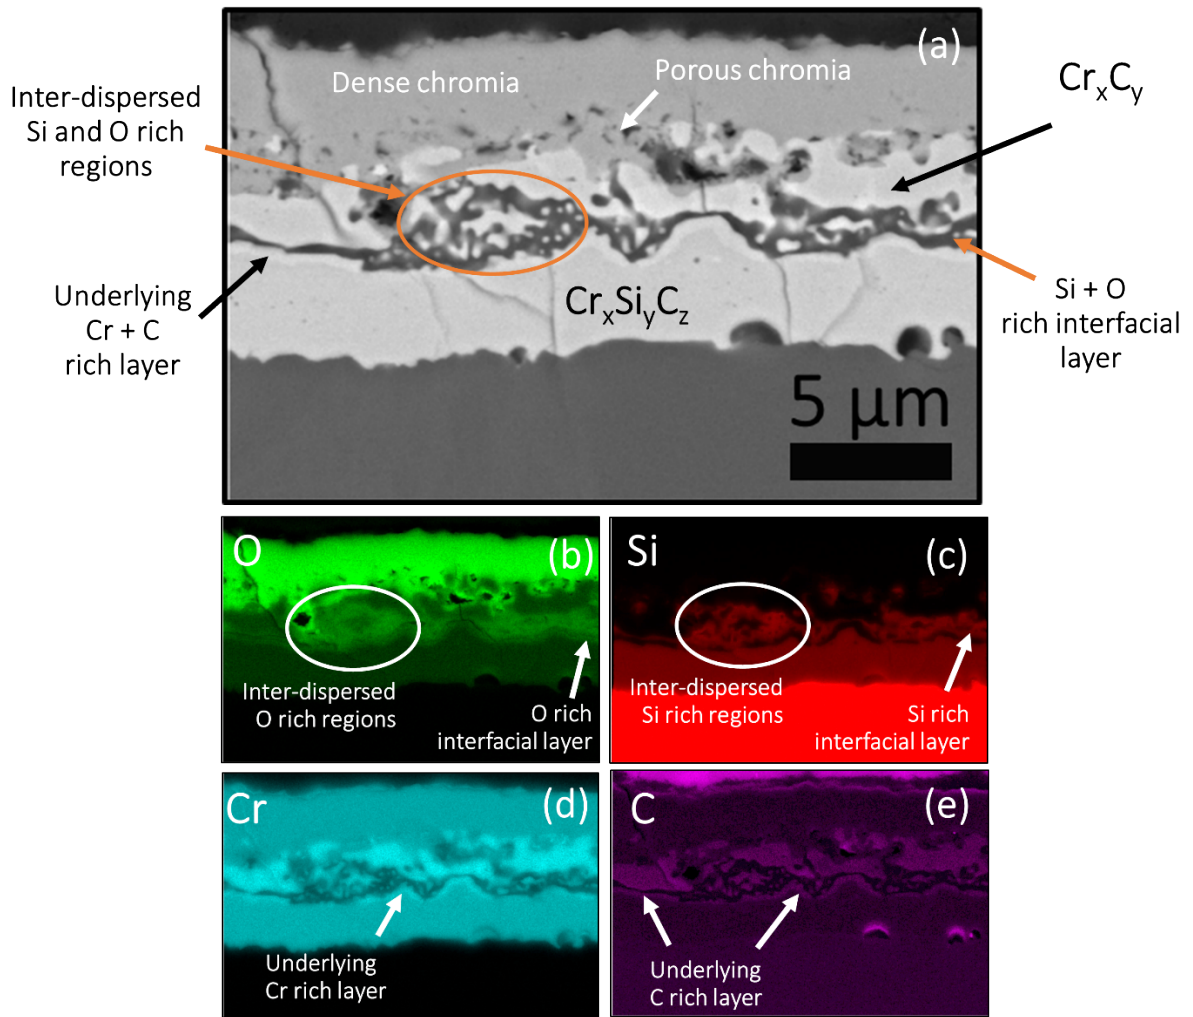 (a)
Dense chromia
Porous chromia
Cr_xC_y
Inter-dispersed
Si and O rich
regions
Underlying
Cr + C
rich layer
Cr_xSi_yC_z
Si + O
rich interfacial
layer
5 μm
O
(b)
Inter-dispersed
O rich regions
O rich
interfacial layer
Si
(c)
Inter-dispersed
Si rich regions
Si rich
interfacial layer
Cr
(d)
Underlying
Cr rich layer
C
(e)
Underlying
C rich layer